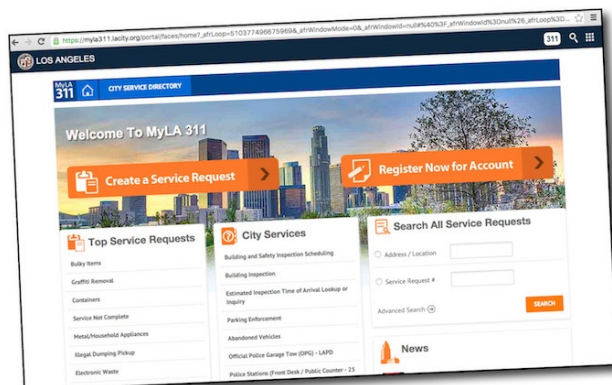 https://myla311.lacity.org/portal/faces/home?_afrLoop=510377496675969&_afrWindowMode=0&_afrWindowId=null#%40%3F_afrWindowId%3Dnull%26_afrLoop%3D...
LOS ANGELES
311
MyLA
311
CITY SERVICE DIRECTORY
Welcome To MyLA 311
Create a Service Request
Register Now for Account
Top Service Requests
Bulky Items
Graffiti Removal
Containers
Service Not Complete
Metal/Household Appliances
Illegal Dumping Pickup
Electronic Waste
City Services
Building and Safety Inspection Scheduling
Building Inspection
Estimated Inspection Time of Arrival Lookup or
Inquiry
Parking Enforcement
Abandoned Vehicles
Official Police Garage Tow (OPG) - LAPD
Police Stations (Front Desk / Public Counter - 25
Search All Service Requests
Address / Location
Service Request #
Advanced Search
SEARCH
News